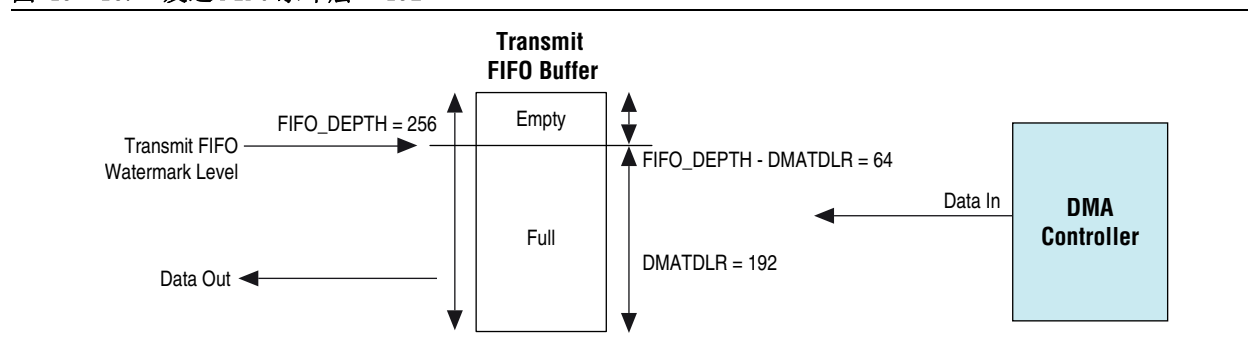 Transmit
FIFO Buffer
FIFO_DEPTH = 256
Empty
Transmit FIFO
Watermark Level
FIFO_DEPTH - DMATDLR = 64
Data In
DMA
Controller
Full
DMATDLR = 192
Data Out